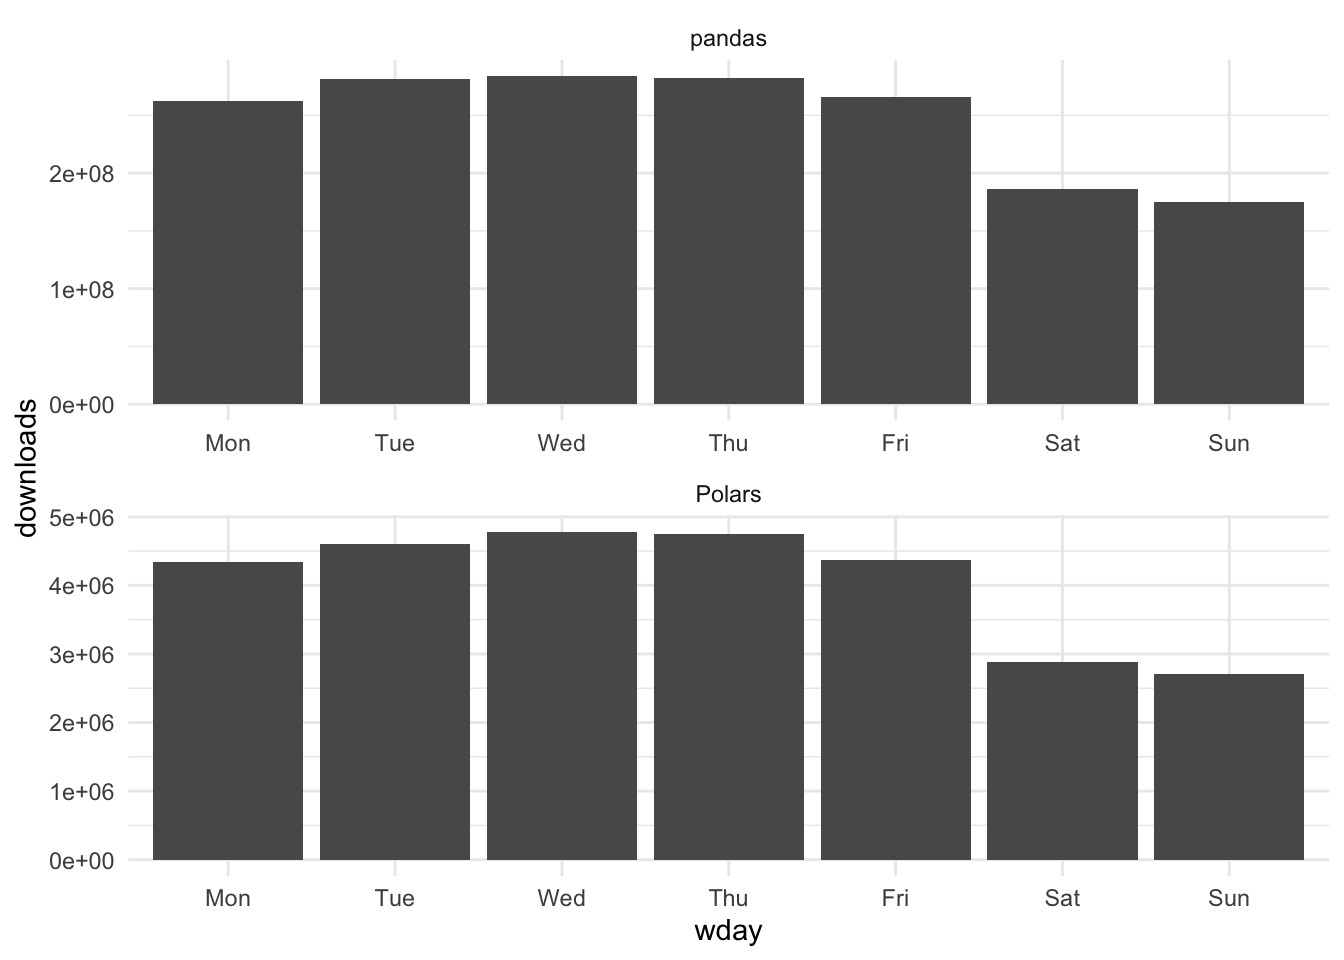 pandas
2e+08
1e+08
0e+00
Mon Tue Wed Thu Fri Sat Sun
downloads
Polars
5e+06
4e+06
3e+06
2e+06
1e+06
0e+00
Mon Tue Wed Thu Fri Sat Sun
wday